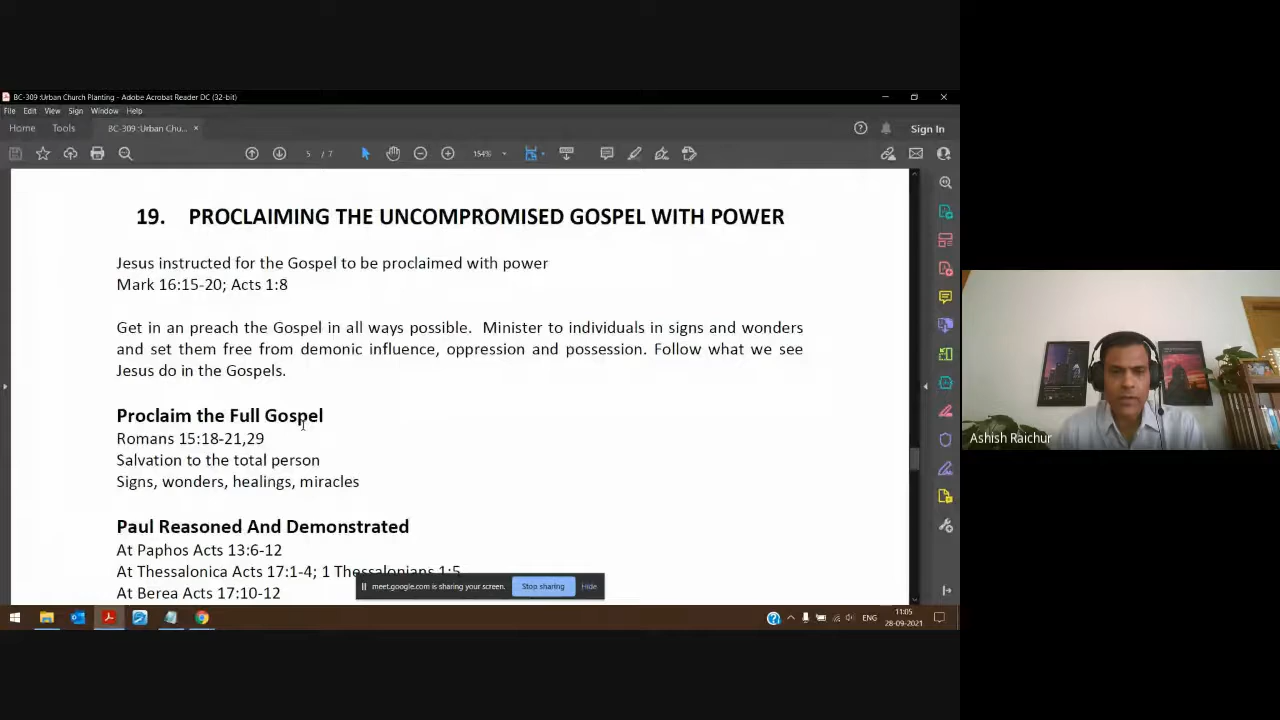 BC-309 :Urban Church Planting - Adobe Acrobat Reader DC (32-bit)
File Edit View Sign Window Help
Home Tools BC-309 :Urban Chu... × Sign In
5 / 7 154%
19. PROCLAIMING THE UNCOMPROMISED GOSPEL WITH POWER
Jesus instructed for the Gospel to be proclaimed with power
Mark 16:15-20; Acts 1:8
Get in an preach the Gospel in all ways possible. Minister to individuals in signs and wonders
and set them free from demonic influence, oppression and possession. Follow what we see
Jesus do in the Gospels.
Proclaim the Full Gospel
Romans 15:18-21,29
Salvation to the total person
Signs, wonders, healings, miracles
Paul Reasoned And Demonstrated
At Paphos Acts 13:6-12
At Thessalonica Acts 17:1-4; 1 Thessalonians 1:5
At Berea Acts 17:10-12
meet.google.com is sharing your screen. Stop sharing Hide
ENG
11:05
28-09-2021
Ashish Raichur